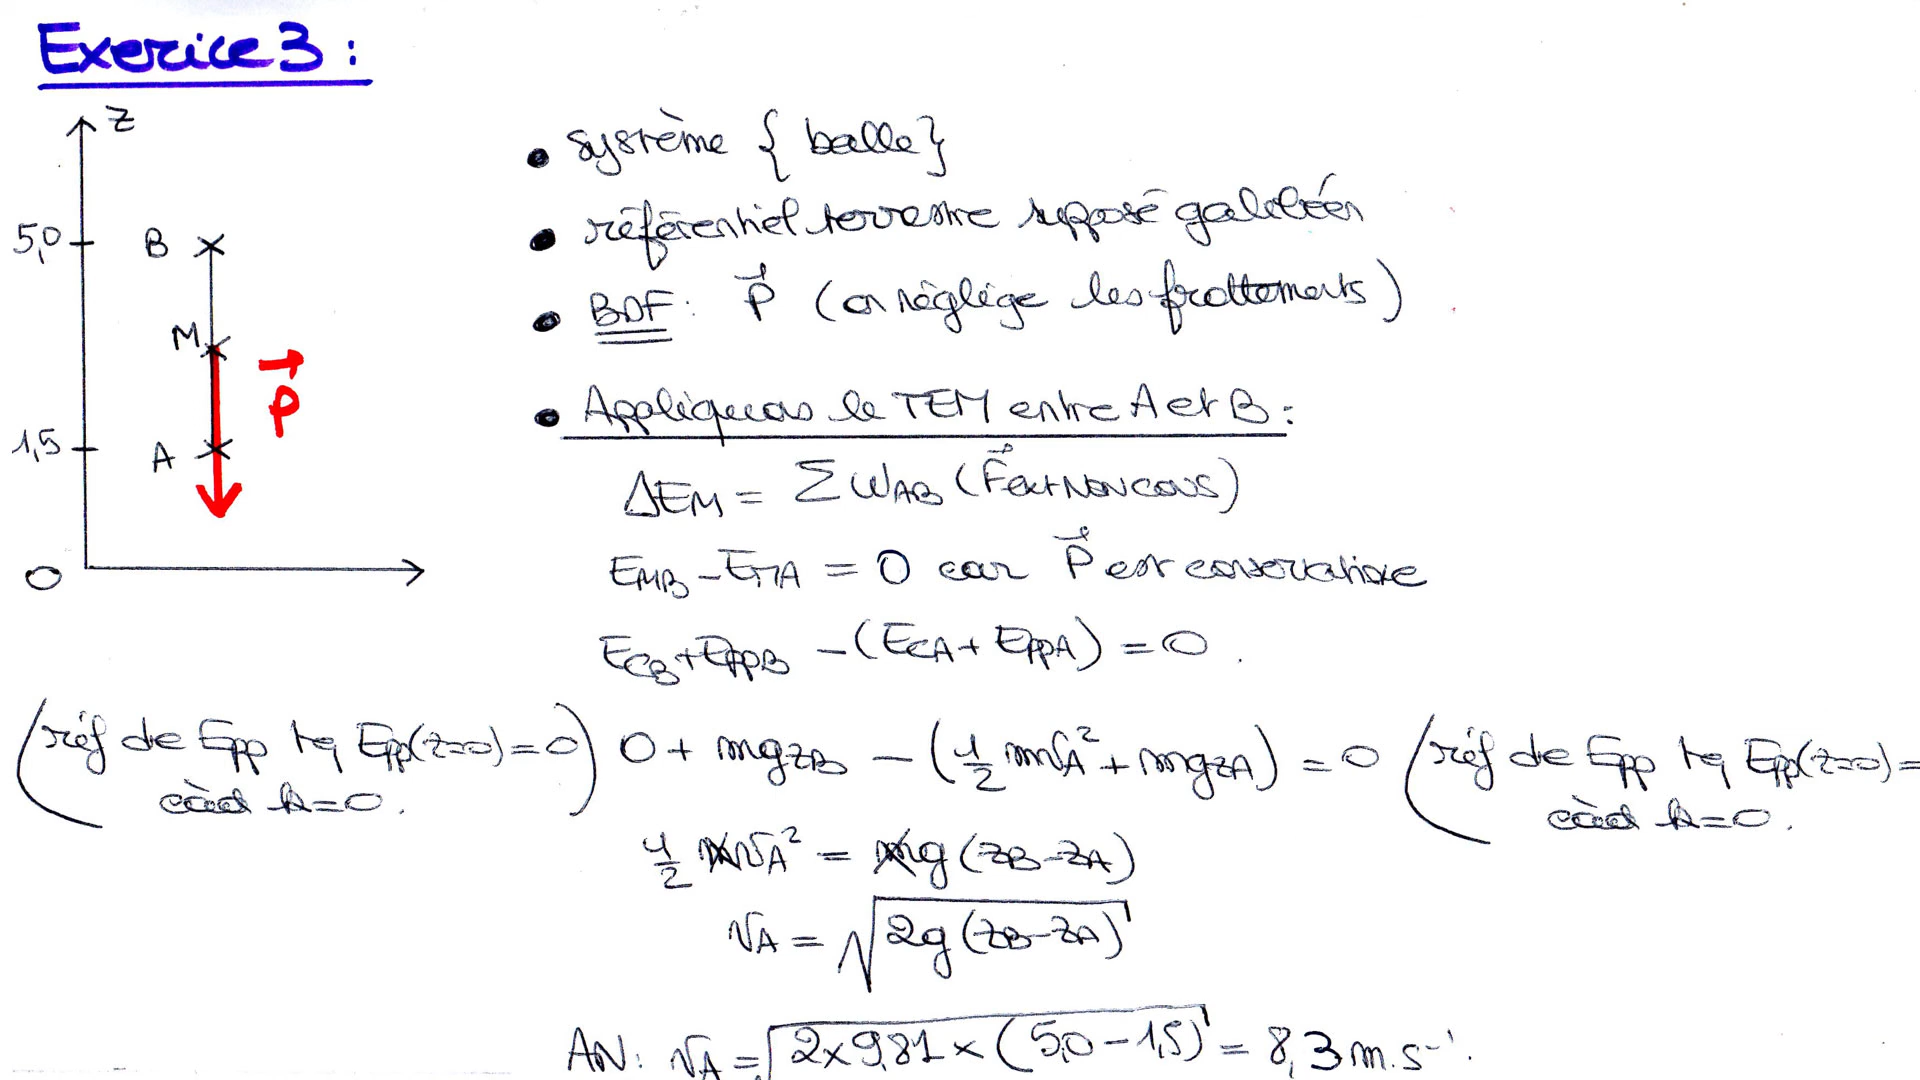 Exercice 3 :
z
5,0
B
M
P
1,5
A
O
• système { balle}
• référentiel terrestre supposé galiléen
• BDF : P (on néglige les frottements)
• Appliquons le TEM entre A et B :
ΔEM = Σ WAB (Fext Non cons)
EMB - EMA = 0 car P est conservative
ECB + EppB - (ECA + EppA) = 0.
(réf de Epp tq Epp(z=0) = 0) 0 + mgzB - (1/2 mvA² + mgzA) = 0 (réf de Epp tq Epp(z=0) =
càd k=0. càd k=0.
1/2 mvA² = mg (zB - zA)
vA = √2g (zB - zA)
AN: vA = √2 x 9,81 x (5,0 - 1,5) = 8,3 m.s⁻¹.